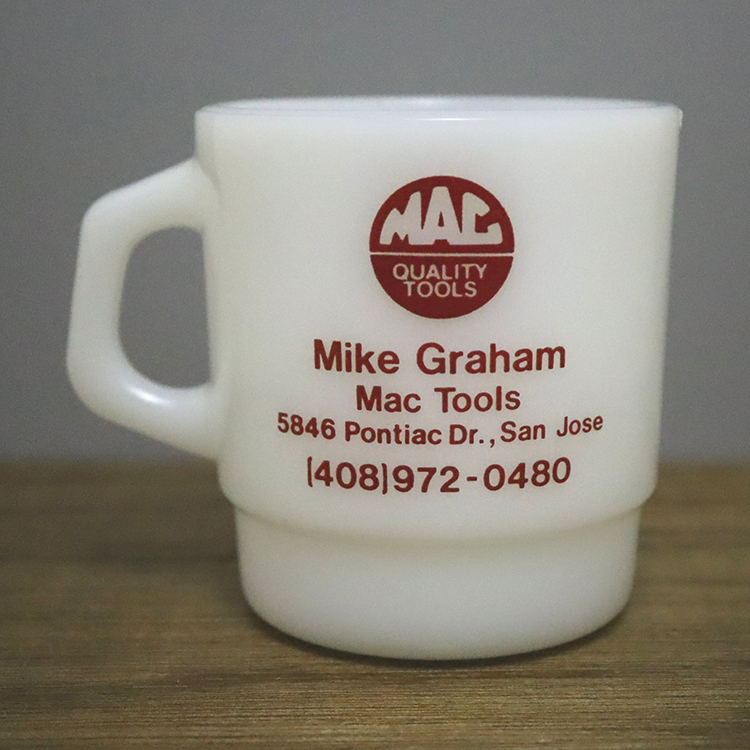 MAC
QUALITY
TOOLS
Mike Graham
Mac Tools
5846 Pontiac Dr., San Jose
(408)972-0480